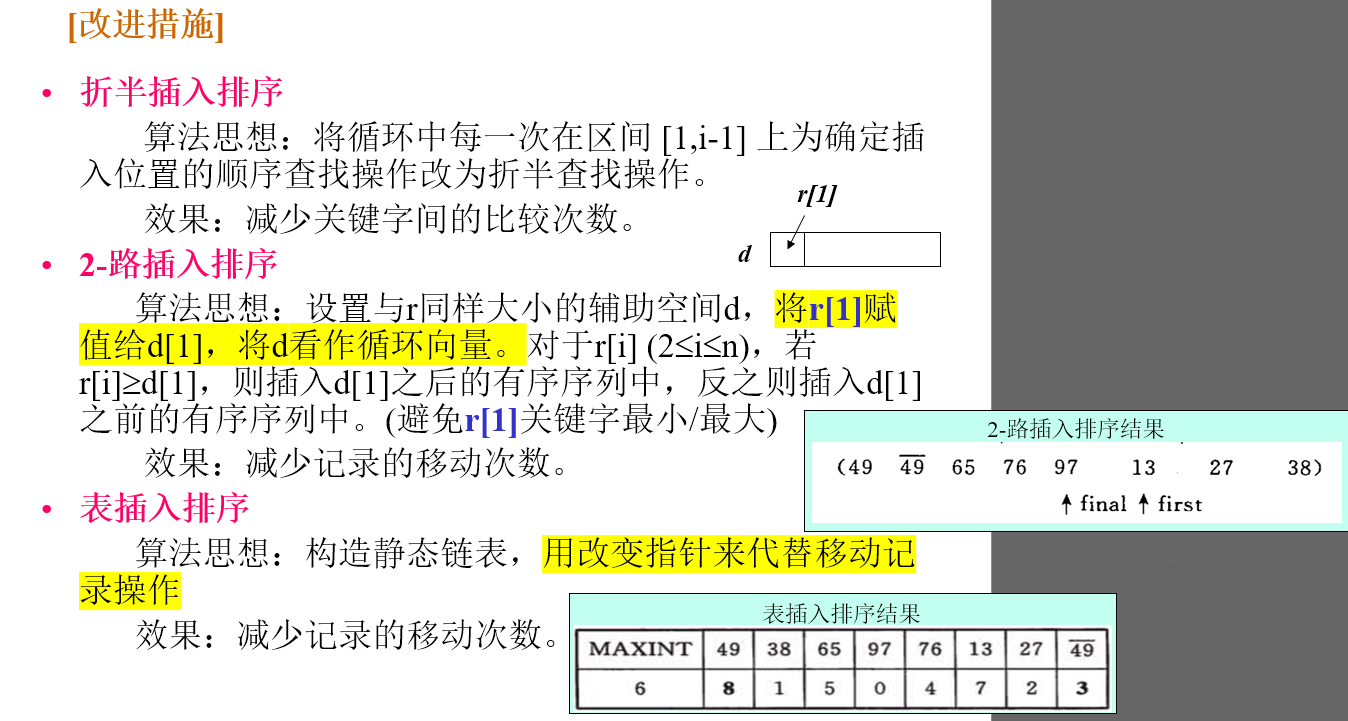 [改进措施]
• 折半插入排序
算法思想：将循环中每一次在区间 [1,i-1] 上为确定插
入位置的顺序查找操作改为折半查找操作。
效果：减少关键字间的比较次数。
r[1]
d
• 2-路插入排序
算法思想：设置与r同样大小的辅助空间d，将r[1]赋
值给d[1]，将d看作循环向量。对于r[i] (2≤i≤n)，若
r[i]≥d[1]，则插入d[1]之后的有序序列中，反之则插入d[1]
之前的有序序列中。(避免r[1]关键字最小/最大)
效果：减少记录的移动次数。
2-路插入排序结果
(49 4̅9̅ 65 76 97 13 27 38)
↑ final ↑ first
• 表插入排序
算法思想：构造静态链表，用改变指针来代替移动记
录操作
效果：减少记录的移动次数。
表插入排序结果
MAXINT 49 38 65 97 76 13 27 4̅9̅
6 8 1 5 0 4 7 2 3